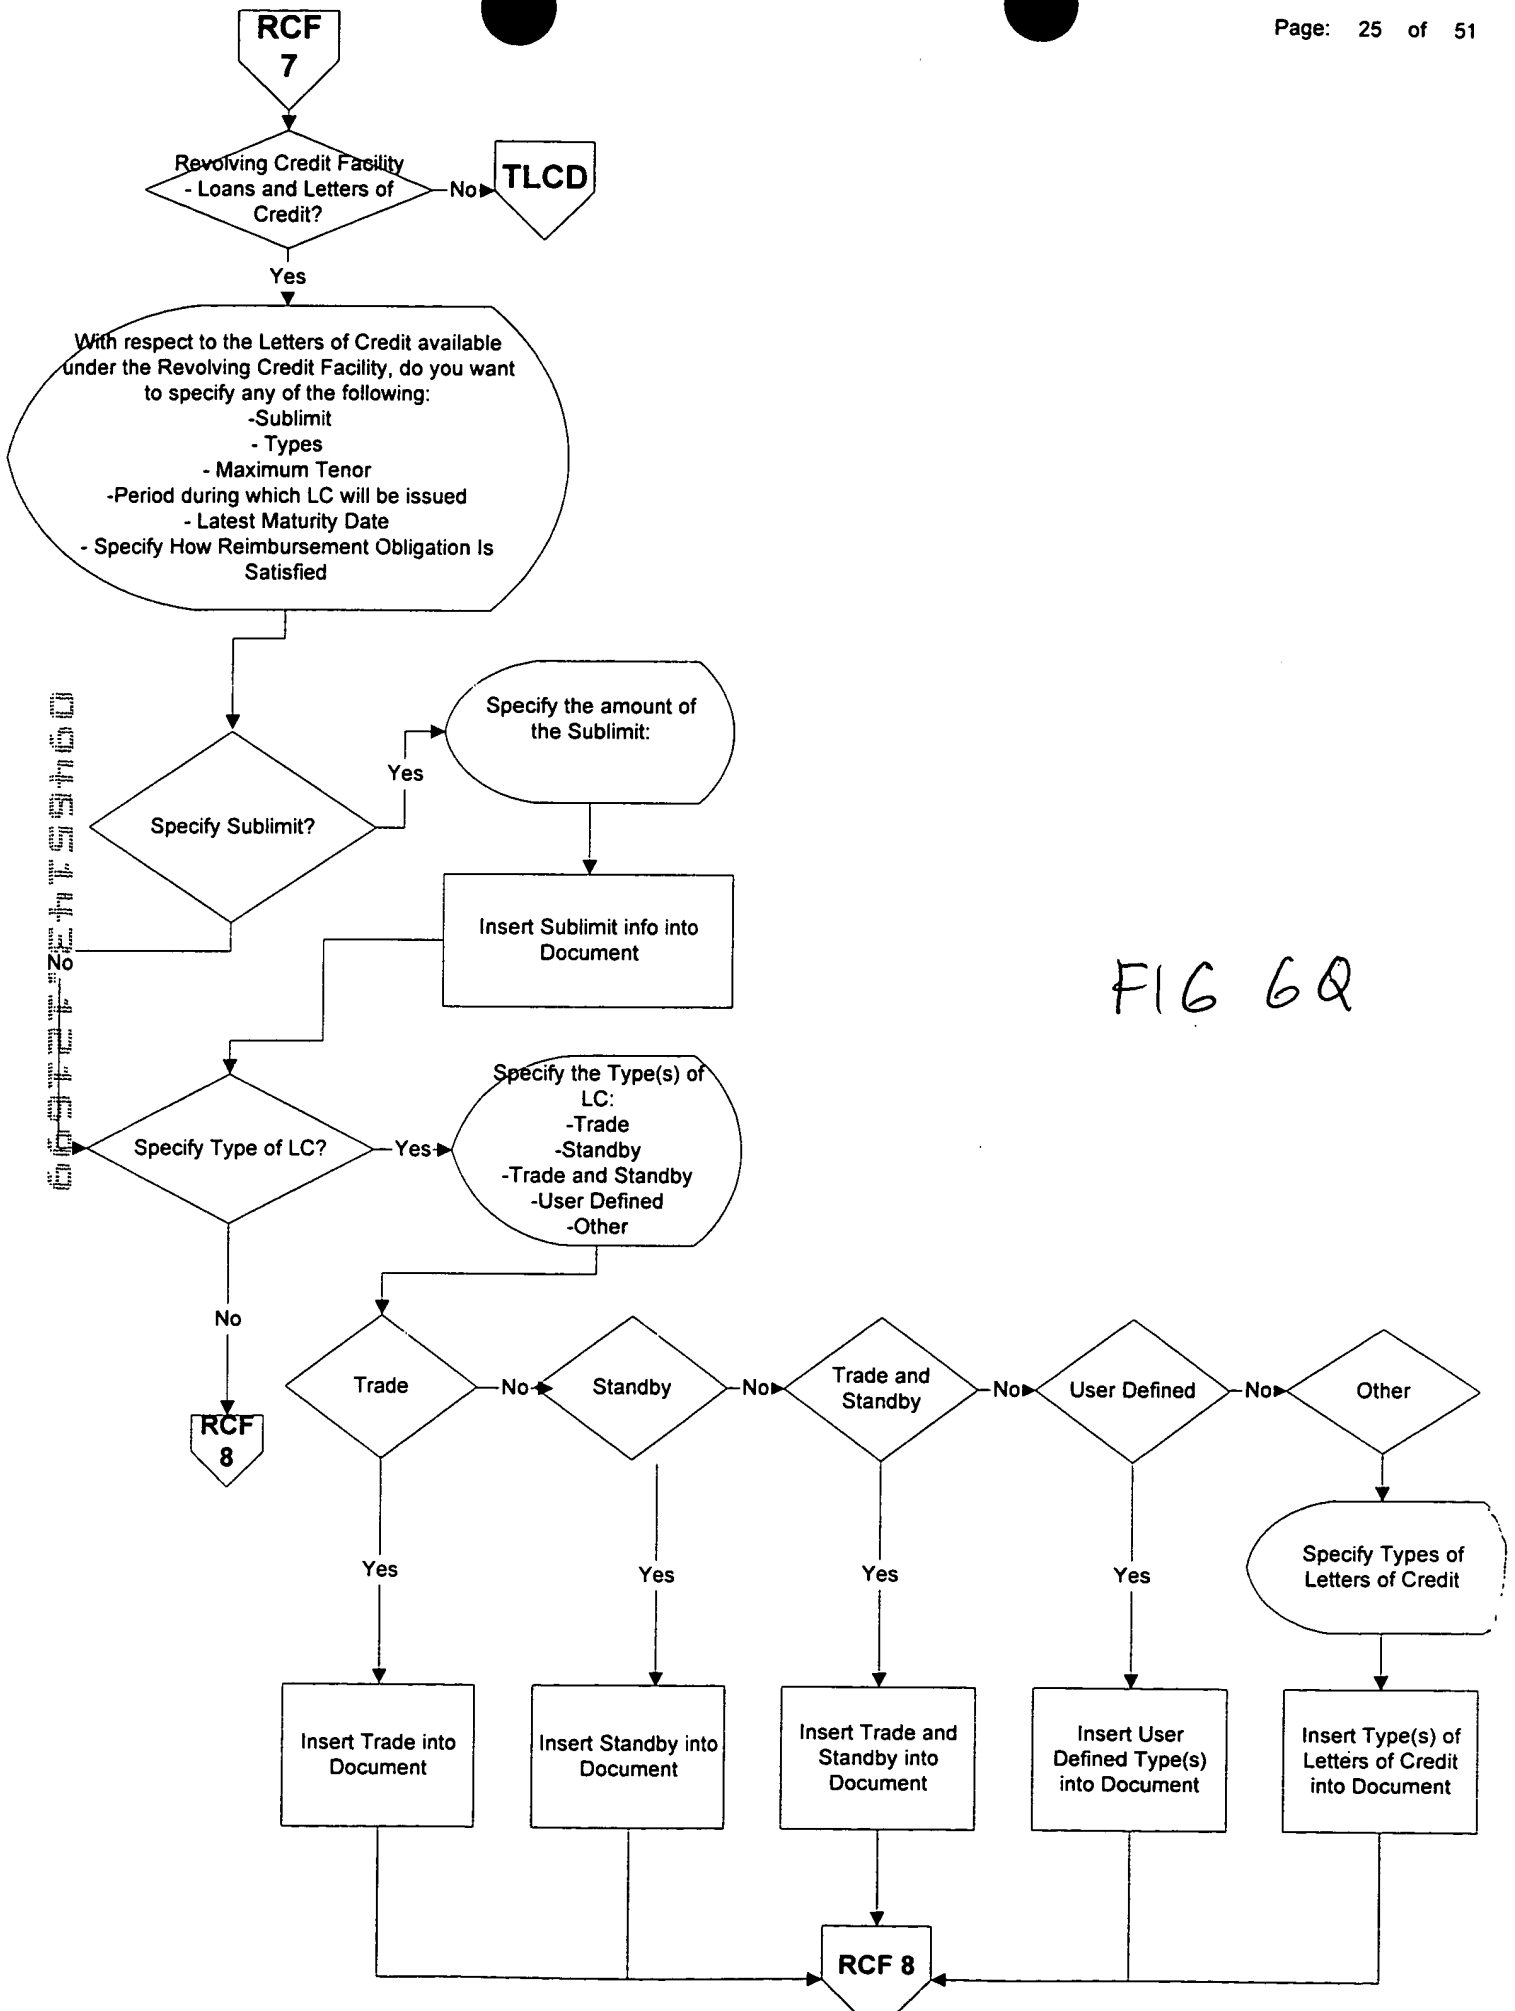 Page: 25 of 51
RCF
7
Revolving Credit Facility
- Loans and Letters of
Credit?
No
TLCD
Yes
With respect to the Letters of Credit available
under the Revolving Credit Facility, do you want
to specify any of the following:
-Sublimit
- Types
- Maximum Tenor
-Period during which LC will be issued
- Latest Maturity Date
- Specify How Reimbursement Obligation Is
Satisfied
Specify the amount of
the Sublimit:
Yes
Specify Sublimit?
Insert Sublimit info into
Document
No
09465143.121699
FIG 6Q
Specify the Type(s) of
LC:
-Trade
-Standby
-Trade and Standby
-User Defined
-Other
Specify Type of LC?
Yes
No
RCF
8
Trade
No
Standby
No
Trade and
Standby
No
User Defined
No
Other
Specify Types of
Letters of Credit
Yes
Yes
Yes
Yes
Insert Trade into
Document
Insert Standby into
Document
Insert Trade and
Standby into
Document
Insert User
Defined Type(s)
into Document
Insert Type(s) of
Letters of Credit
into Document
RCF 8